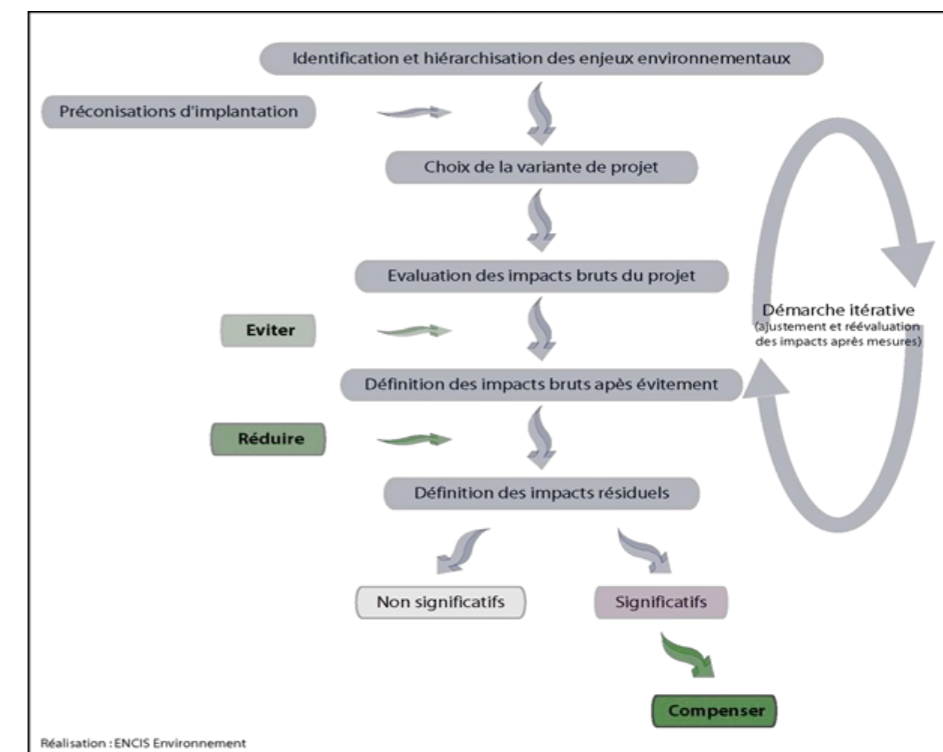 Identification et hiérarchisation des enjeux environnementaux
Préconisations d'implantation
Choix de la variante de projet
Evaluation des impacts bruts du projet
Démarche itérative
(ajustement et réévaluation
des impacts après mesures)
Eviter
Définition des impacts bruts apès évitement
Réduire
Définition des impacts résiduels
Non significatifs
Significatifs
Compenser
Réalisation : ENCIS Environnement